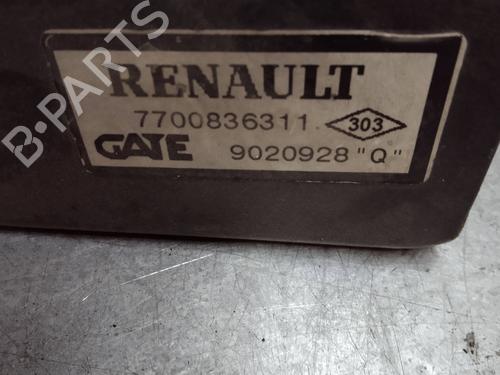 B-PARTS
RENAULT
7700836311 303
GATE 9020928 "Q"